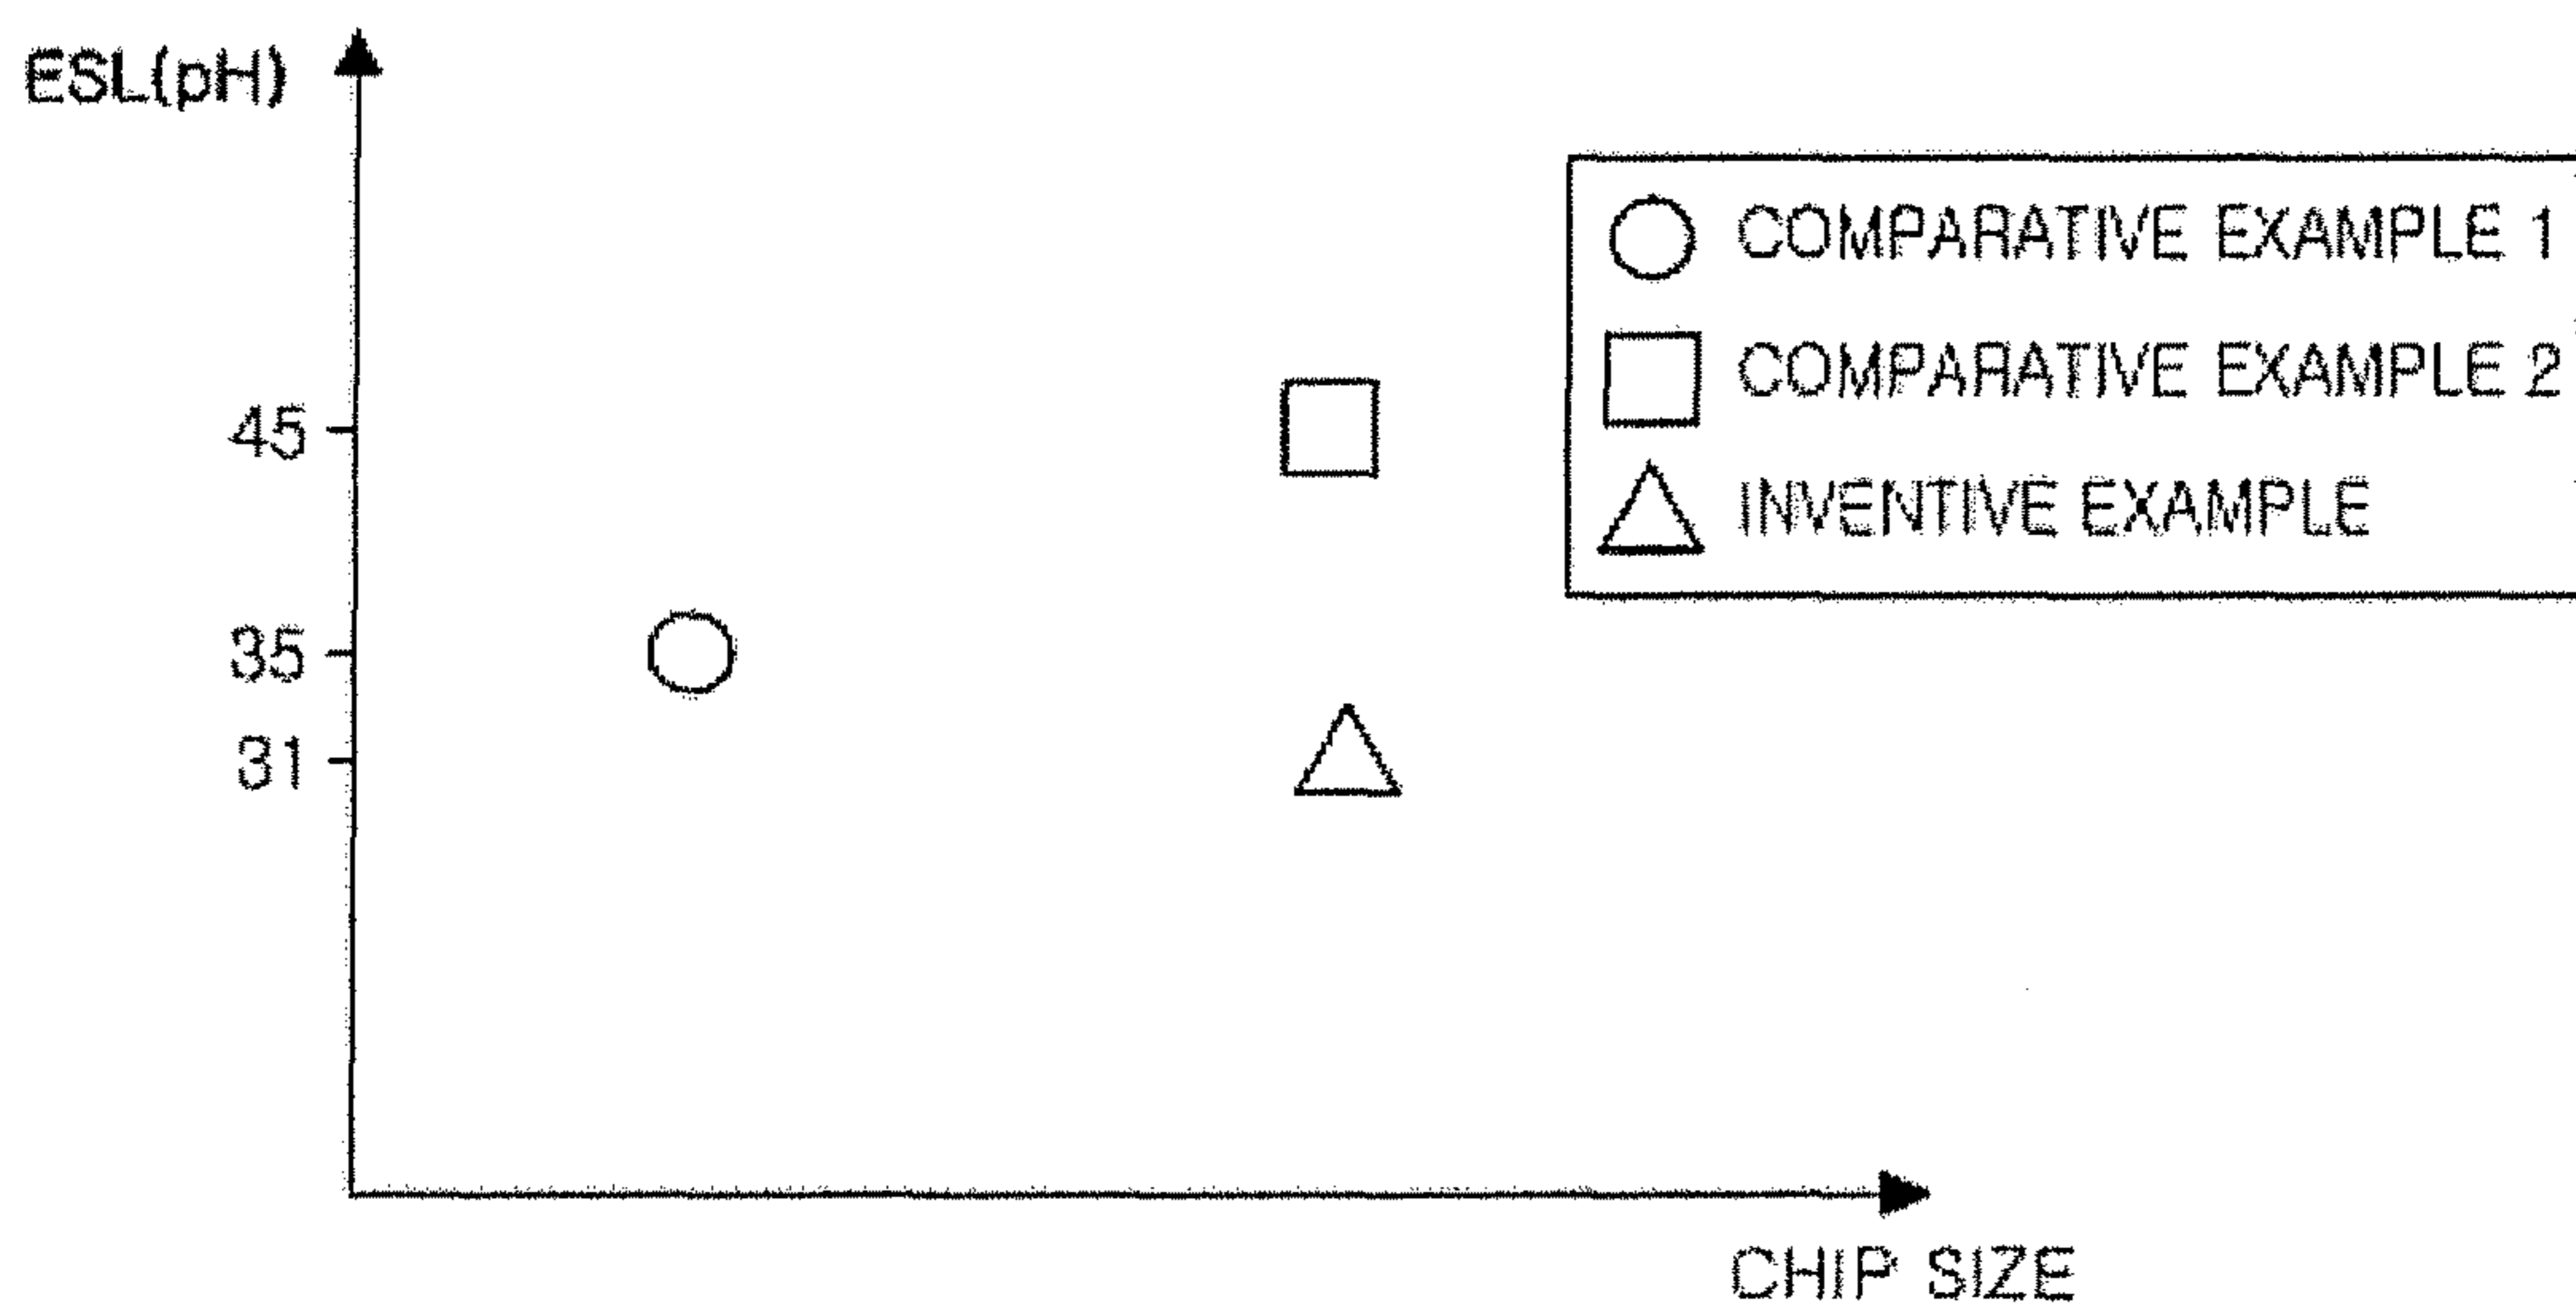 ESL(pH)
45
35
31
COMPARATIVE EXAMPLE 1
COMPARATIVE EXAMPLE 2
INVENTIVE EXAMPLE
CHIP SIZE